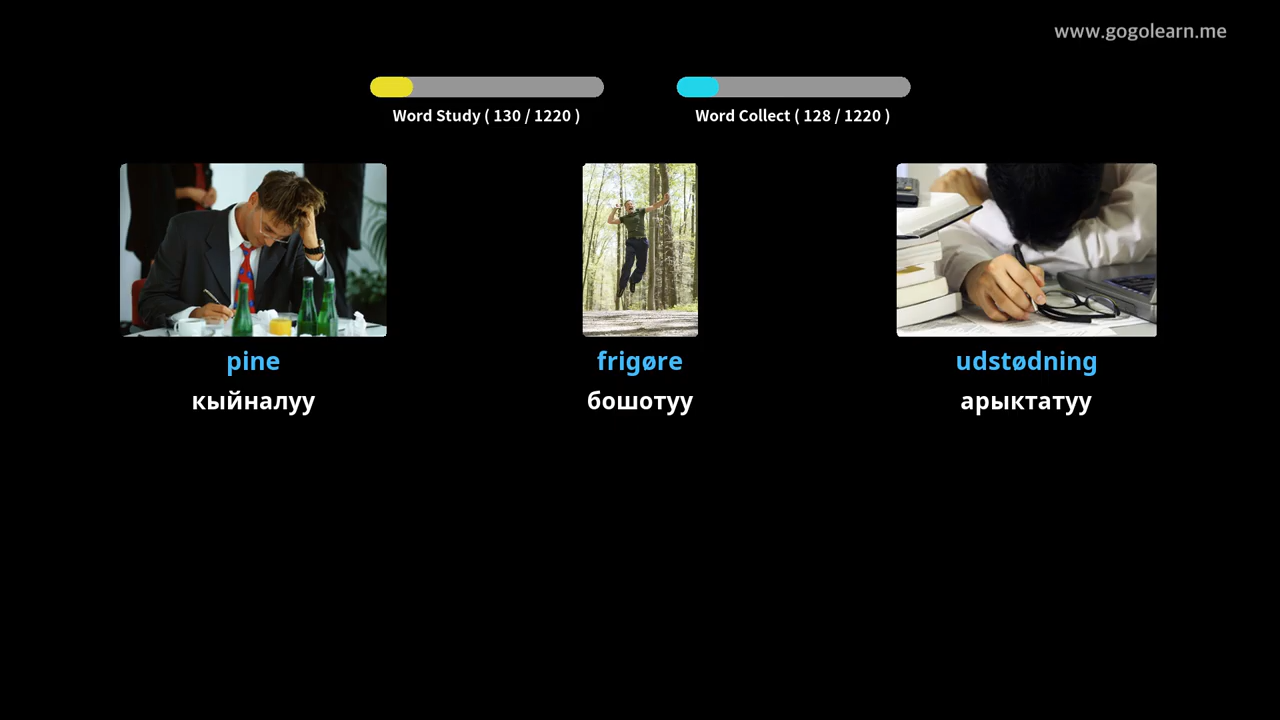 www.gogolearn.me
Word Study ( 130 / 1220 )
Word Collect ( 128 / 1220 )
pine
frigøre
udstødning
кыйналуу
бошотуу
арыктатуу